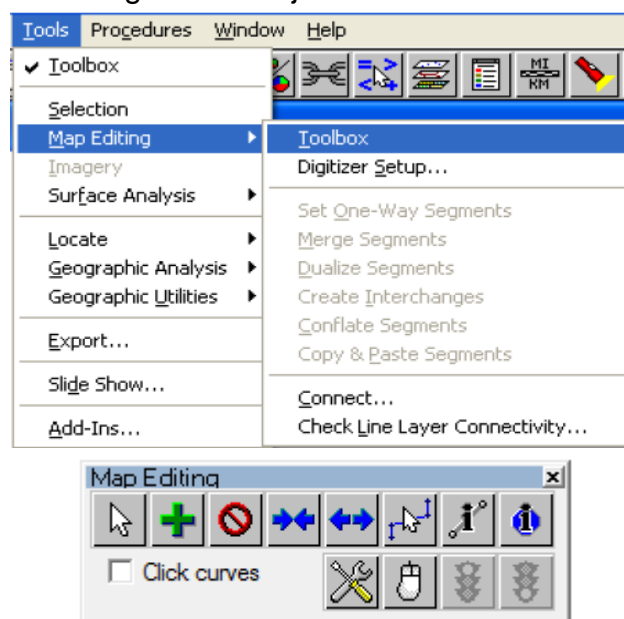 Tools Procedures Window Help
Toolbox
MI
KM
Selection
Map Editing
Imagery
Surface Analysis
Locate
Geographic Analysis
Geographic Utilities
Export...
Slide Show...
Add-Ins...
Toolbox
Digitizer Setup...
Set One-Way Segments
Merge Segments
Dualize Segments
Create Interchanges
Conflate Segments
Copy & Paste Segments
Connect...
Check Line Layer Connectivity...
Map Editing
Click curves